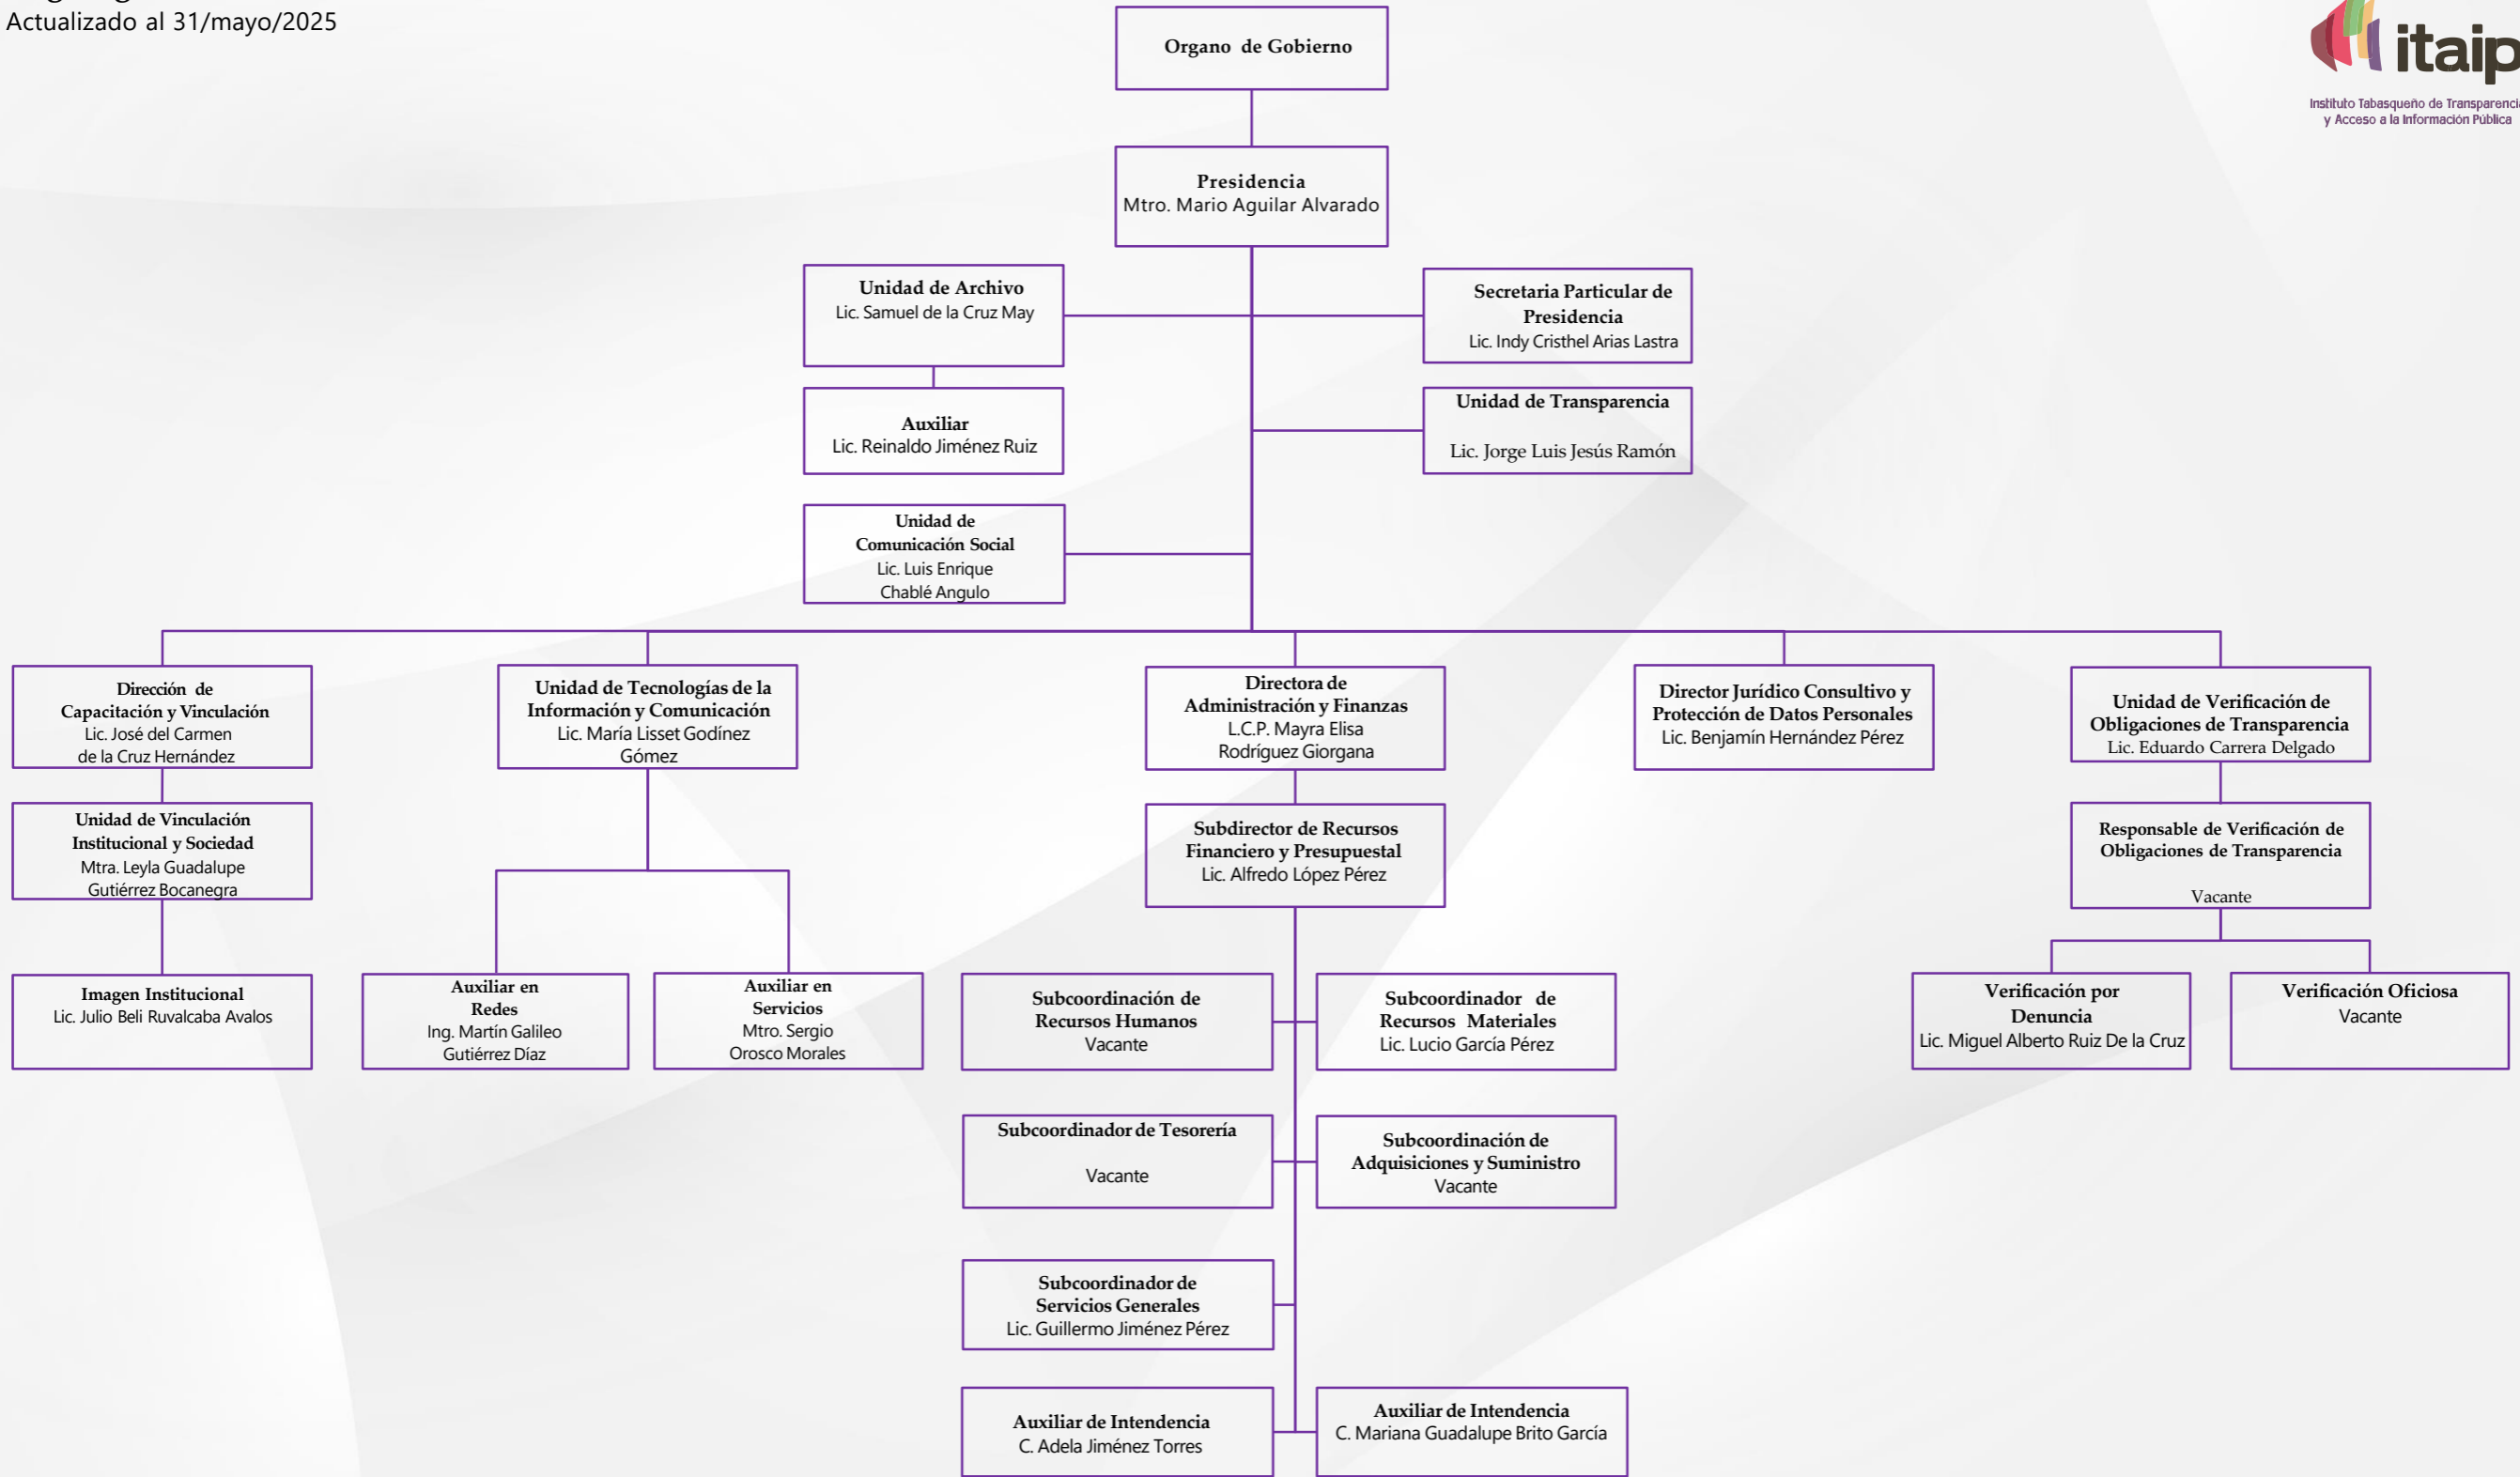 Actualizado al 31/mayo/2025
itaip
Instituto Tabasqueño de Transparencia
y Acceso a la Información Pública
Organo de Gobierno
Presidencia
Mtro. Mario Aguilar Alvarado
Unidad de Archivo
Lic. Samuel de la Cruz May
Secretaria Particular de
Presidencia
Lic. Indy Cristhel Arias Lastra
Auxiliar
Lic. Reinaldo Jiménez Ruiz
Unidad de Transparencia
Lic. Jorge Luis Jesús Ramón
Unidad de
Comunicación Social
Lic. Luis Enrique
Chablé Angulo
Dirección de
Capacitación y Vinculación
Lic. José del Carmen
de la Cruz Hernández
Unidad de Tecnologías de la
Información y Comunicación
Lic. María Lisset Godínez
Gómez
Directora de
Administración y Finanzas
L.C.P. Mayra Elisa
Rodríguez Giorgana
Director Jurídico Consultivo y
Protección de Datos Personales
Lic. Benjamín Hernández Pérez
Unidad de Verificación de
Obligaciones de Transparencia
Lic. Eduardo Carrera Delgado
Unidad de Vinculación
Institucional y Sociedad
Mtra. Leyla Guadalupe
Gutiérrez Bocanegra
Subdirector de Recursos
Financiero y Presupuestal
Lic. Alfredo López Pérez
Responsable de Verificación de
Obligaciones de Transparencia
Vacante
Imagen Institucional
Lic. Julio Beli Ruvalcaba Avalos
Auxiliar en
Redes
Ing. Martín Galileo
Gutiérrez Díaz
Auxiliar en
Servicios
Mtro. Sergio
Orosco Morales
Subcoordinación de
Recursos Humanos
Vacante
Subcoordinador de
Recursos Materiales
Lic. Lucio García Pérez
Verificación por
Denuncia
Lic. Miguel Alberto Ruiz De la Cruz
Verificación Oficiosa
Vacante
Subcoordinador de Tesorería
Vacante
Subcoordinación de
Adquisiciones y Suministro
Vacante
Subcoordinador de
Servicios Generales
Lic. Guillermo Jiménez Pérez
Auxiliar de Intendencia
C. Adela Jiménez Torres
Auxiliar de Intendencia
C. Mariana Guadalupe Brito García